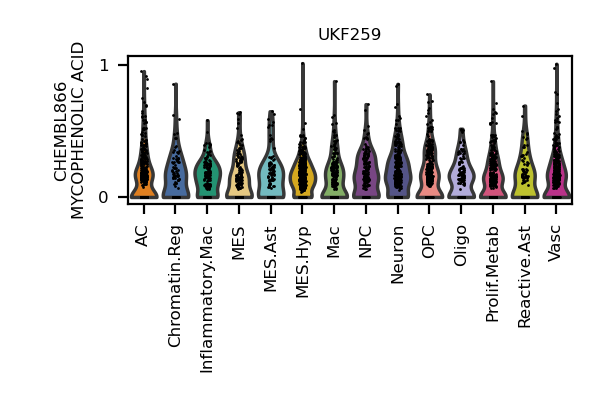 UKF259
CHEMBL866
MYCOPHENOLIC ACID
1
0
AC
Chromatin.Reg
Inflammatory.Mac
MES
MES.Ast
MES.Hyp
Mac
NPC
Neuron
OPC
Oligo
Prolif.Metab
Reactive.Ast
Vasc